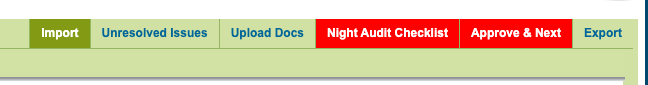 Import Unresolved Issues Upload Docs Night Audit Checklist Approve & Next Export